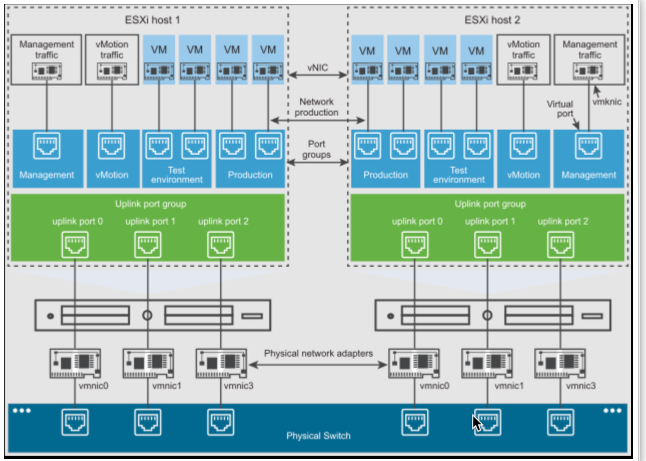 ESXi host 1
ESXi host 2
Management
traffic
vMotion
traffic
VM
VM
VM
VM
vNIC
VM
VM
VM
VM
vMotion
traffic
Management
traffic
Network
production
Virtual
port
vmknic
Port
groups
Management
vMotion
Test
environment
Production
Production
Test
environment
vMotion
Management
Uplink port group
uplink port 0
uplink port 1
uplink port 2
Uplink port group
uplink port 0
uplink port 1
uplink port 2
Physical network adapters
vmnic0
vmnic1
vmnic3
vmnic0
vmnic1
vmnic3
Physical Switch